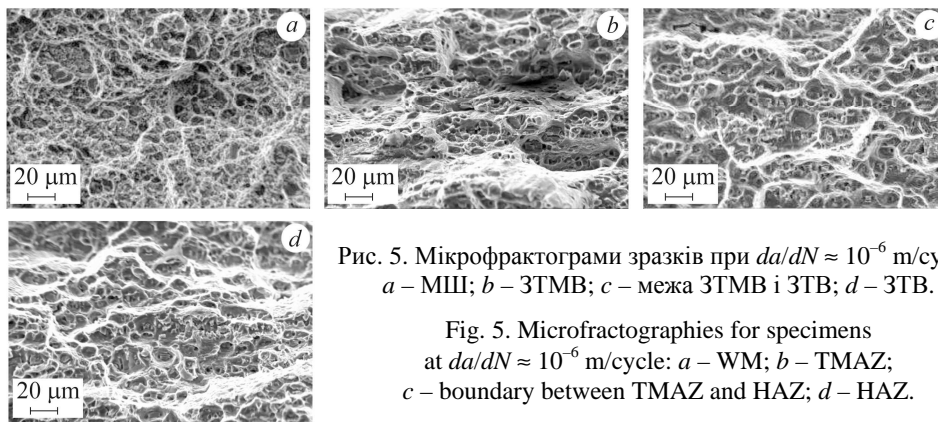 a
b
c
20 μm
20 μm
20 μm
d
20 μm
Рис. 5. Мікрофрактограми зразків при da/dN ≈ 10⁻⁶ m/cy
a – МШ; b – ЗТМВ; c – межа ЗТМВ і ЗТВ; d – ЗТВ.
Fig. 5. Microfractographies for specimens
at da/dN ≈ 10⁻⁶ m/cycle: a – WM; b – TMAZ;
c – boundary between TMAZ and HAZ; d – HAZ.